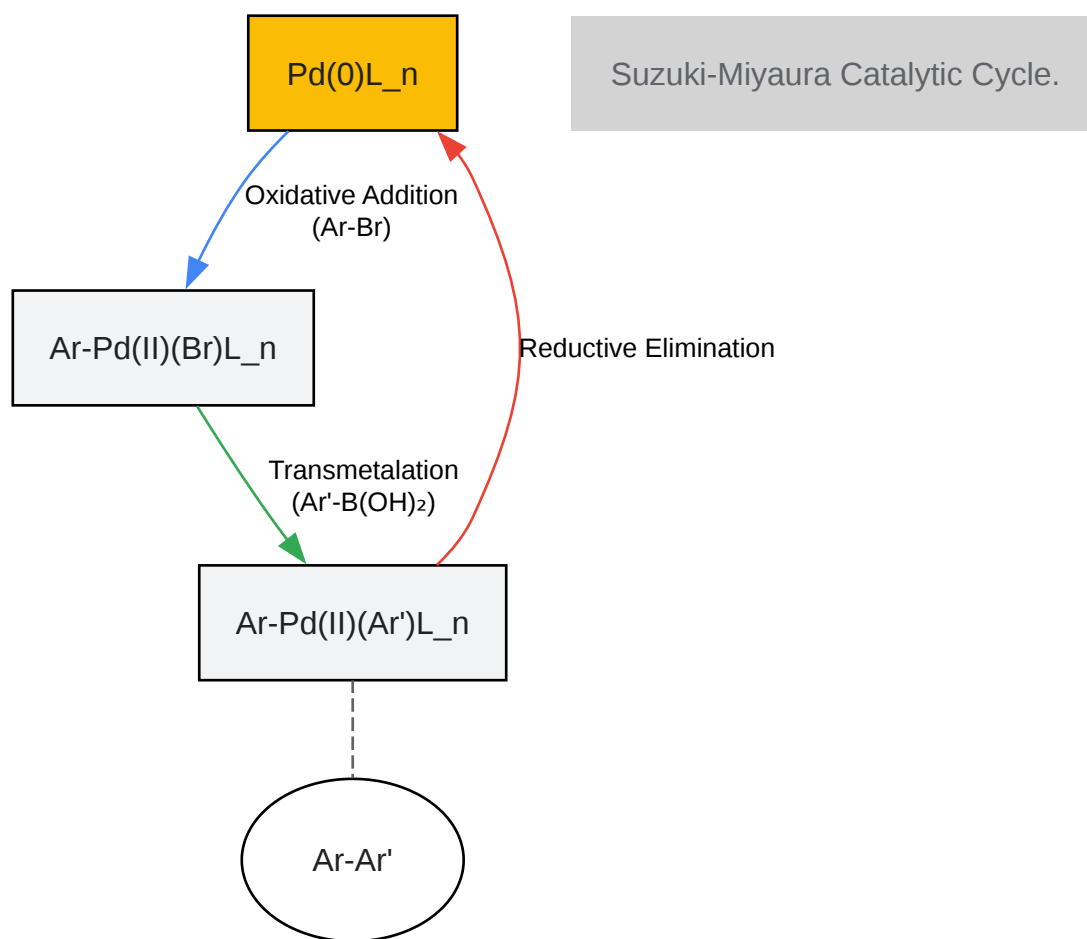 Pd(0)L_n
Suzuki-Miyaura Catalytic Cycle.
Oxidative Addition
(Ar-Br)
Ar-Pd(II)(Br)L_n
Reductive Elimination
Transmetalation
(Ar'-B(OH)₂)
Ar-Pd(II)(Ar')L_n
Ar-Ar'